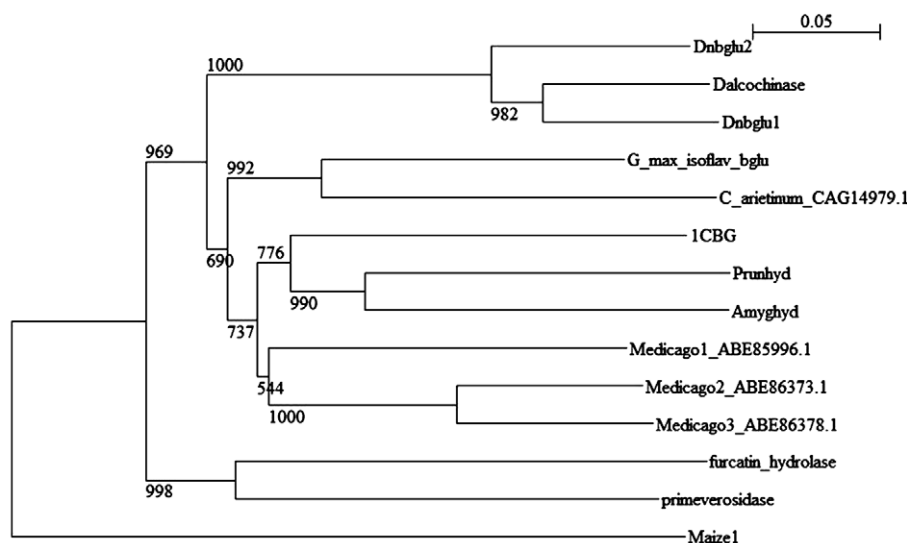 0.05
Dnbglu2
1000
Dalcochinase
982
Dnbglu1
969
G_max_isoflav_bglu
992
C_arietinum_CAG14979.1
1CBG
776
690
Prunhyd
990
Amyghyd
737
Medicago1_ABE85996.1
544
Medicago2_ABE86373.1
1000
Medicago3_ABE86378.1
furcatin_hydrolase
998
primeverosidase
Maize1